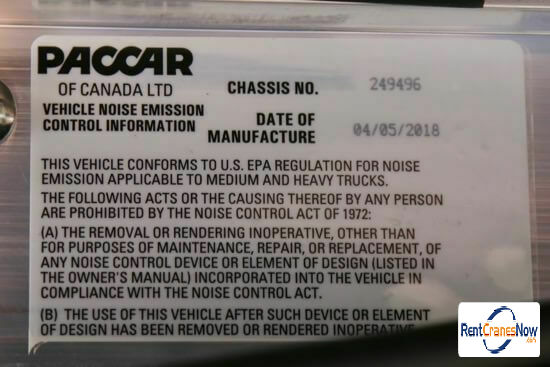 PACCAR
OF CANADA LTD
CHASSIS NO. 249496
VEHICLE NOISE EMISSION
CONTROL INFORMATION
DATE OF
MANUFACTURE 04/05/2018
THIS VEHICLE CONFORMS TO U.S. EPA REGULATION FOR NOISE
EMISSION APPLICABLE TO MEDIUM AND HEAVY TRUCKS.
THE FOLLOWING ACTS OR THE CAUSING THEREOF BY ANY PERSON
ARE PROHIBITED BY THE NOISE CONTROL ACT OF 1972:
(A) THE REMOVAL OR RENDERING INOPERATIVE, OTHER THAN
FOR PURPOSES OF MAINTENANCE, REPAIR, OR REPLACEMENT, OF
ANY NOISE CONTROL DEVICE OR ELEMENT OF DESIGN (LISTED IN
THE OWNER'S MANUAL) INCORPORATED INTO THE VEHICLE IN
COMPLIANCE WITH THE NOISE CONTROL ACT.
(B) THE USE OF THIS VEHICLE AFTER SUCH DEVICE OR ELEMENT
OF DESIGN HAS BEEN REMOVED OR RENDERED INOPERATIVE
RentCranesNow
.com